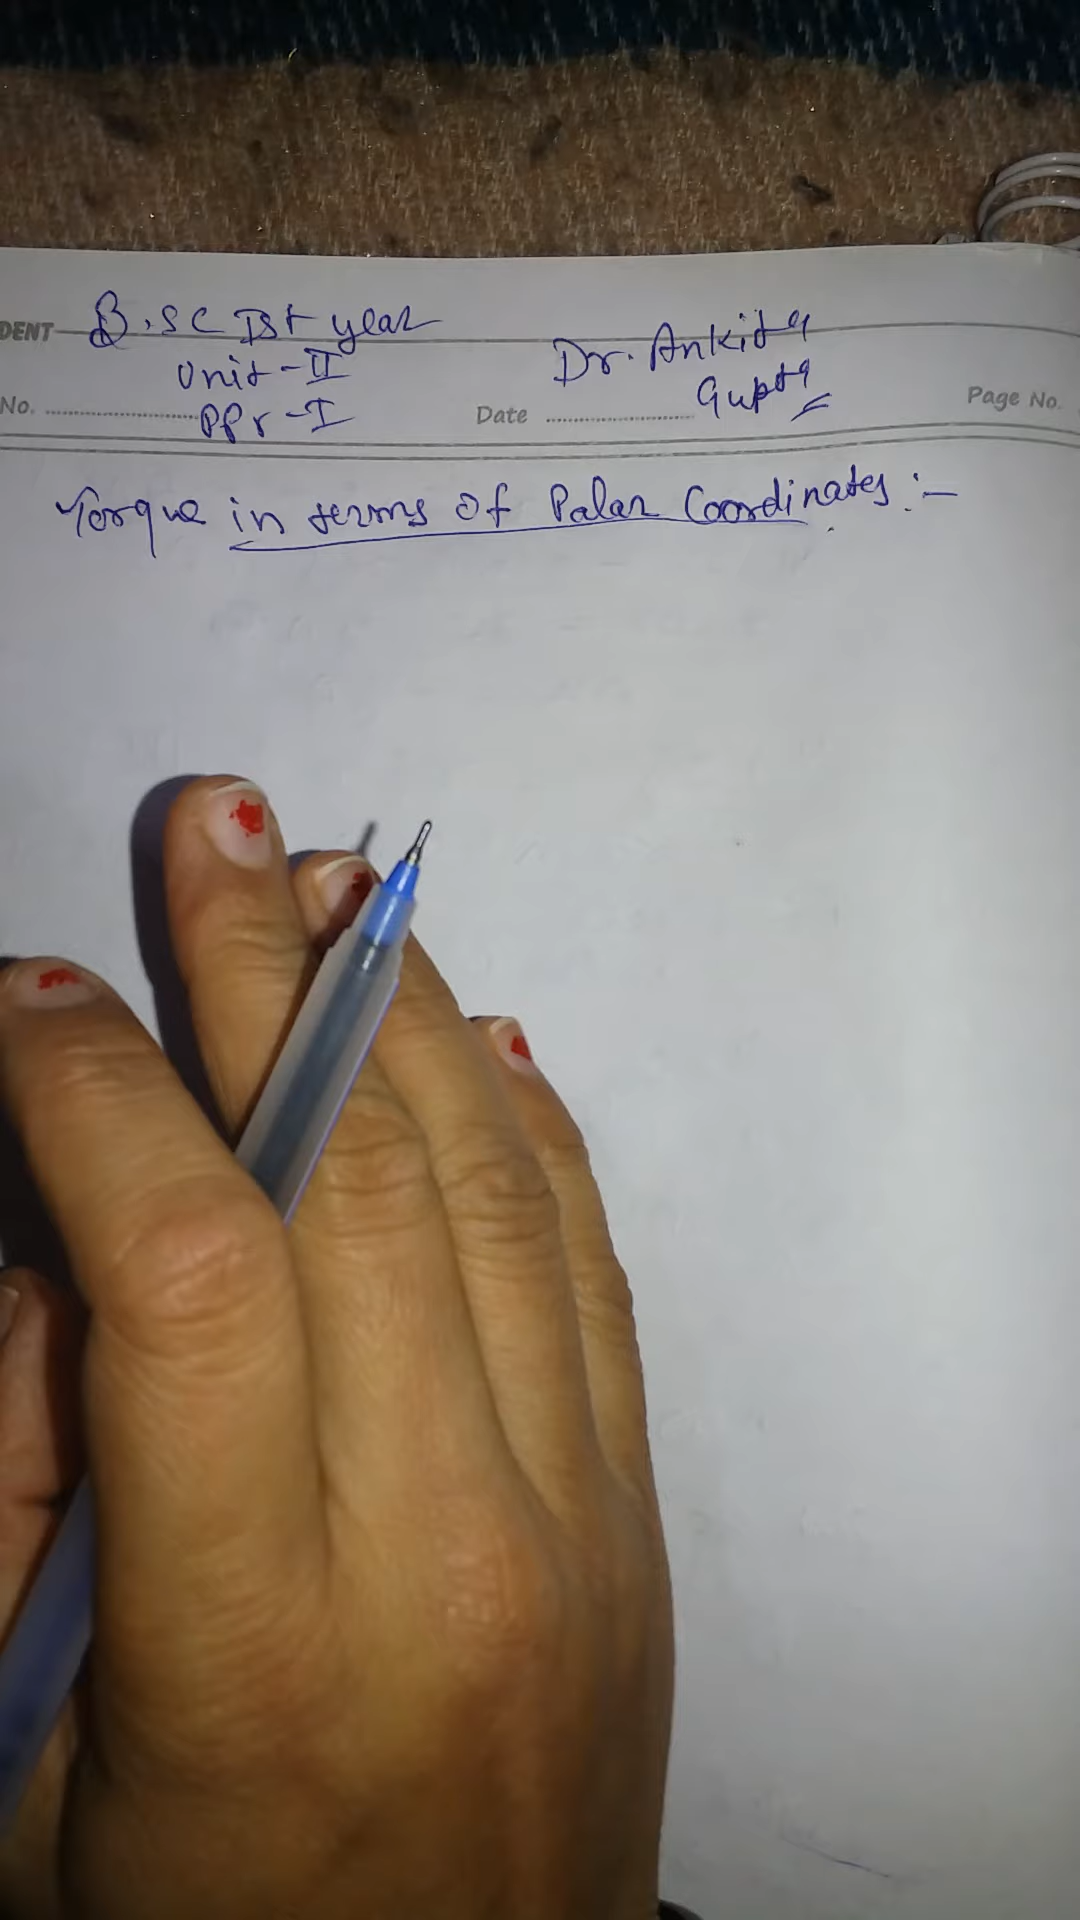 B.Sc Ist year
Unit-II
PPr-I
Dr. Ankita
Gupta
DENT
No. ........................
Date ........................
Page No.
Torque in terms of Palar Coordinates :-